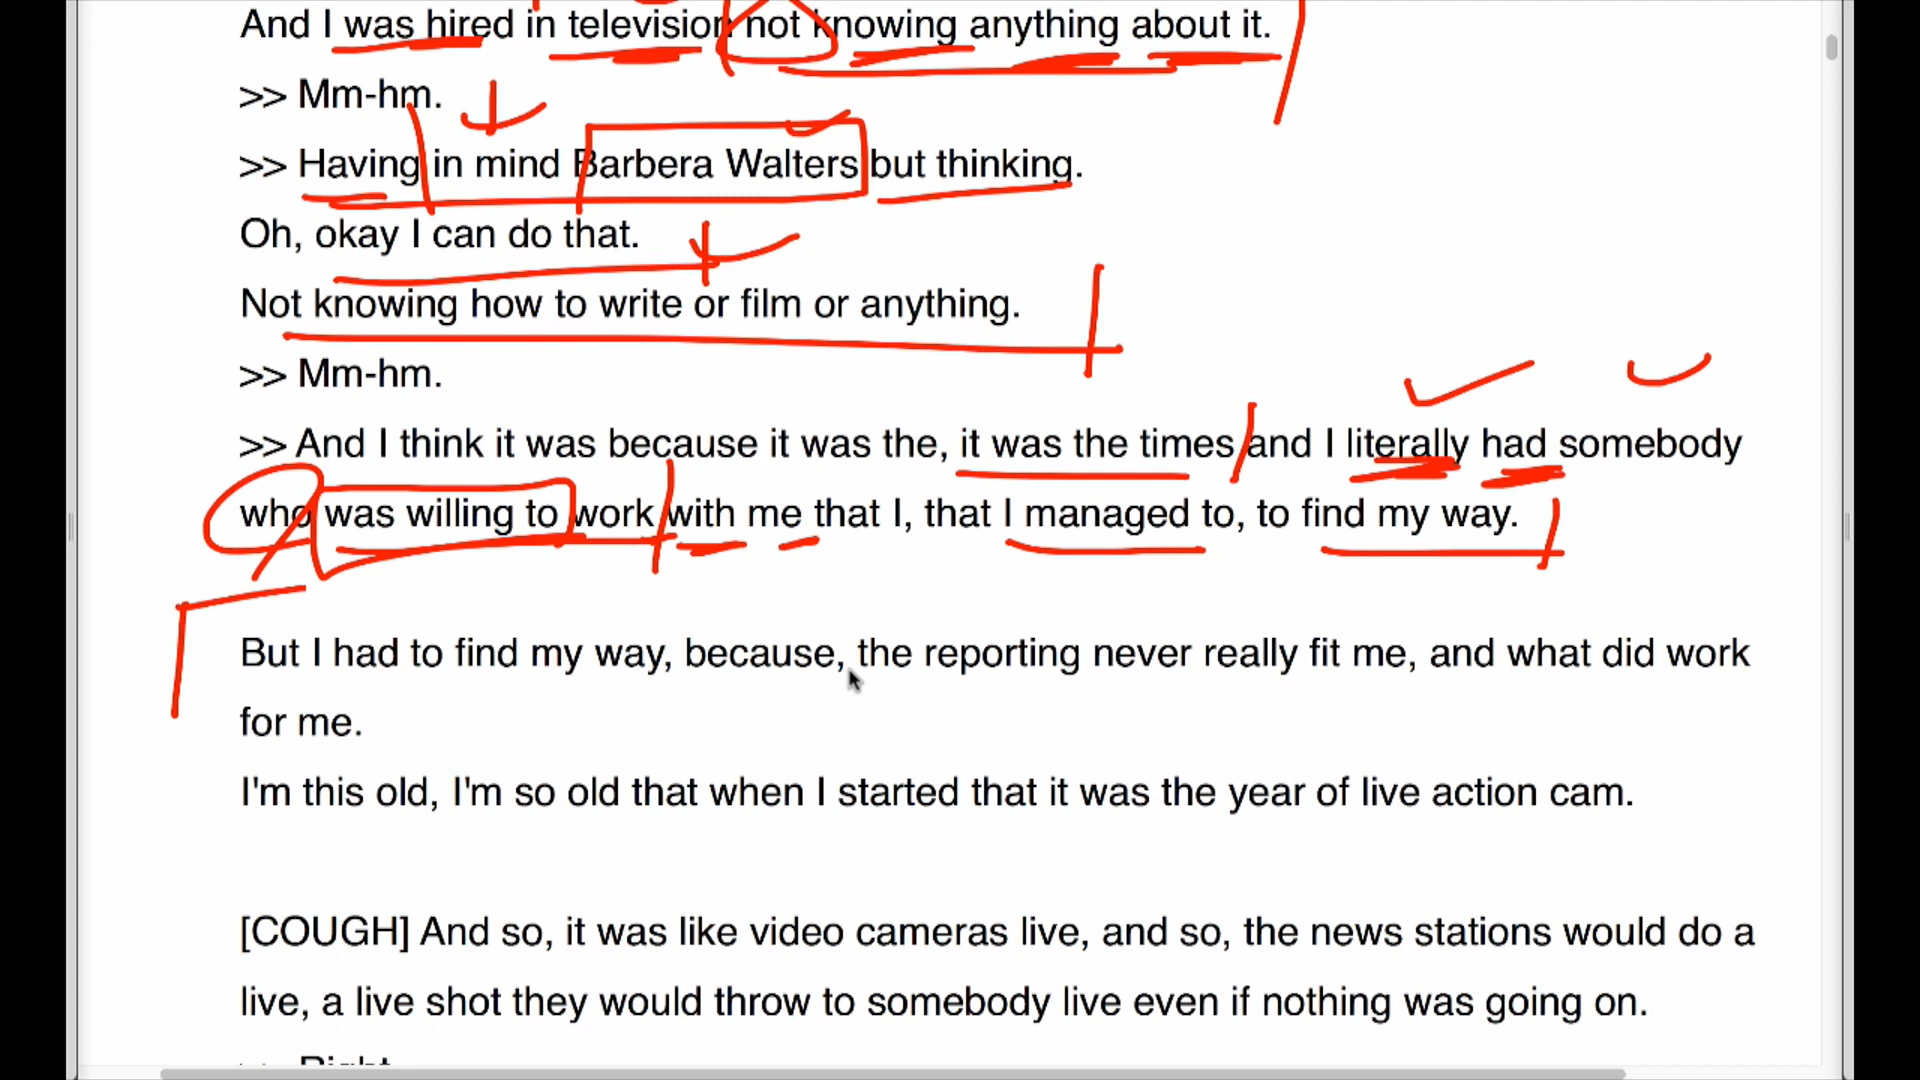 And I was hired in television not knowing anything about it.
>> Mm-hm.
>> Having in mind Barbera Walters but thinking.
Oh, okay I can do that.
Not knowing how to write or film or anything.
>> Mm-hm.
>> And I think it was because it was the, it was the times and I literally had somebody
who was willing to work with me that I, that I managed to, to find my way.
But I had to find my way, because, the reporting never really fit me, and what did work
for me.
I'm this old, I'm so old that when I started that it was the year of live action cam.
[COUGH] And so, it was like video cameras live, and so, the news stations would do a
live, a live shot they would throw to somebody live even if nothing was going on.
>> Right